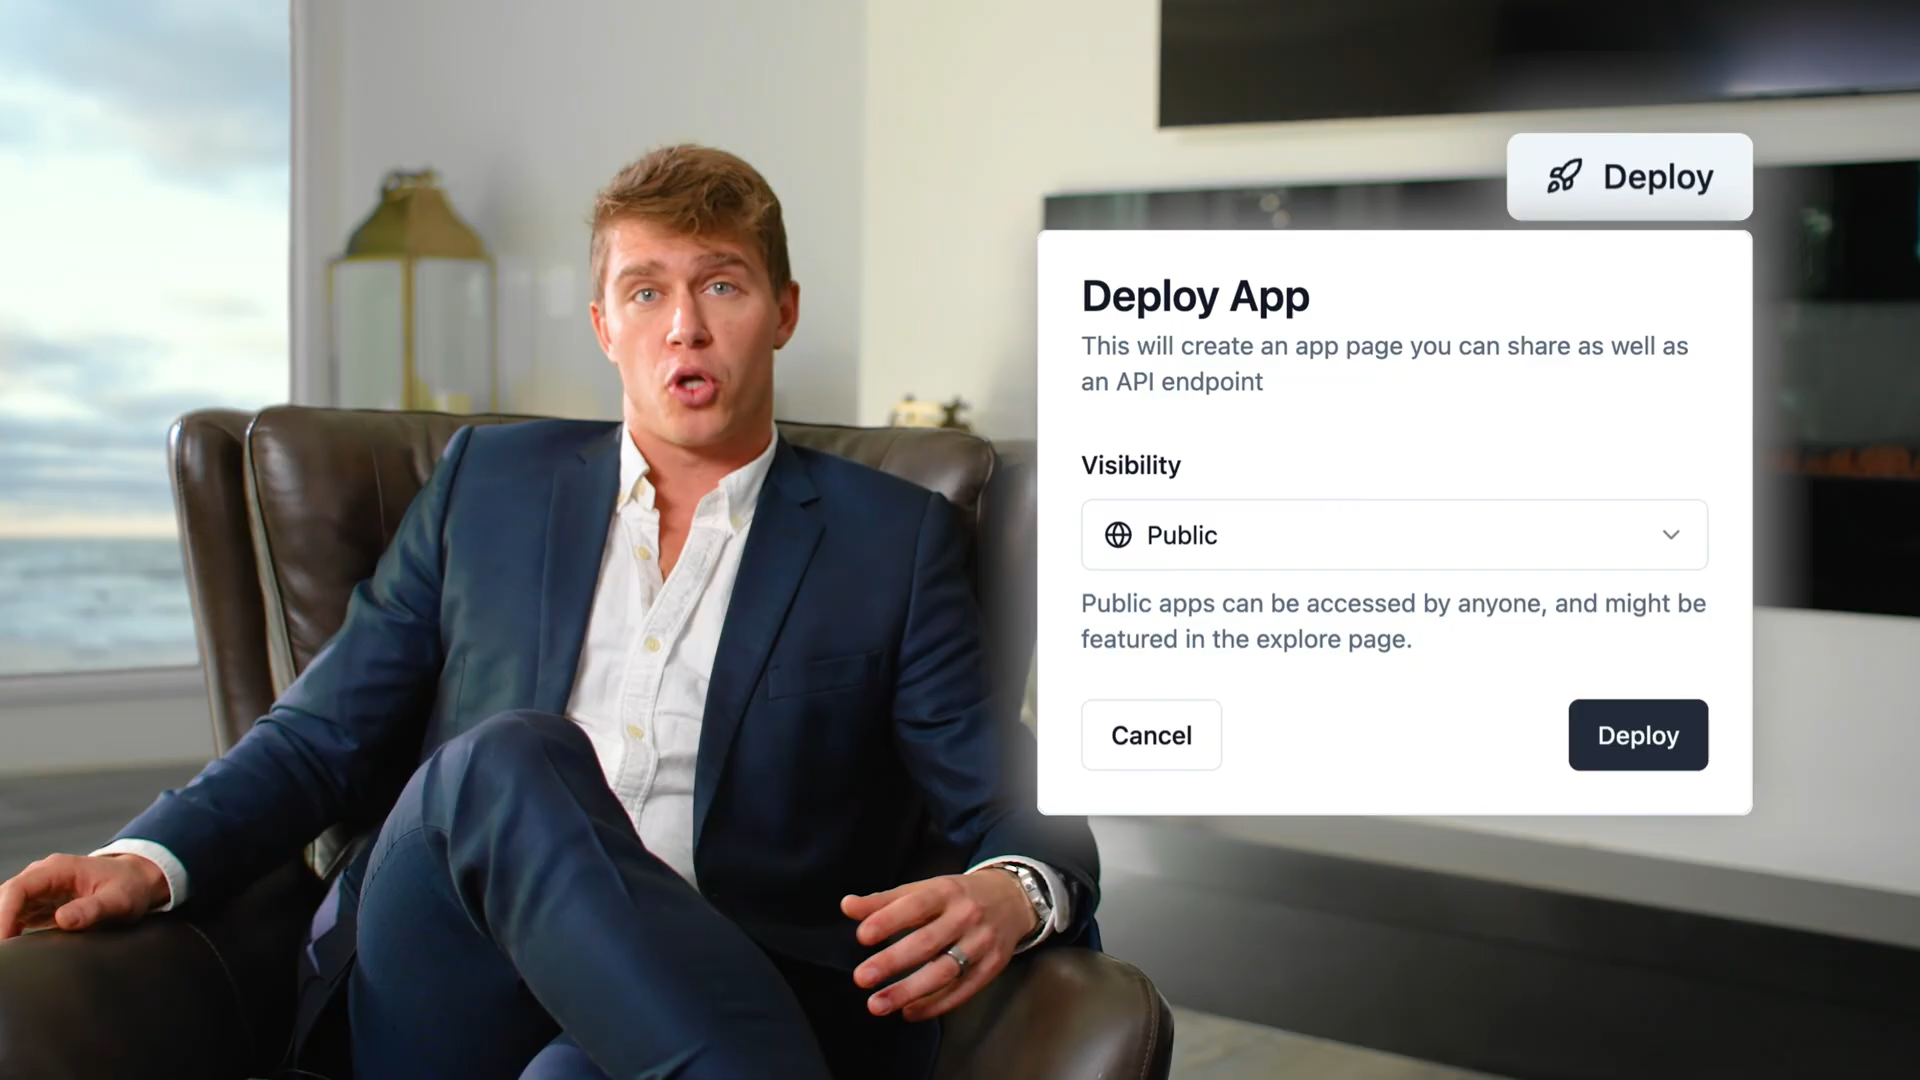 Deploy
Deploy App
This will create an app page you can share as well as
an API endpoint
Visibility
Public
Public apps can be accessed by anyone, and might be
featured in the explore page.
Cancel
Deploy